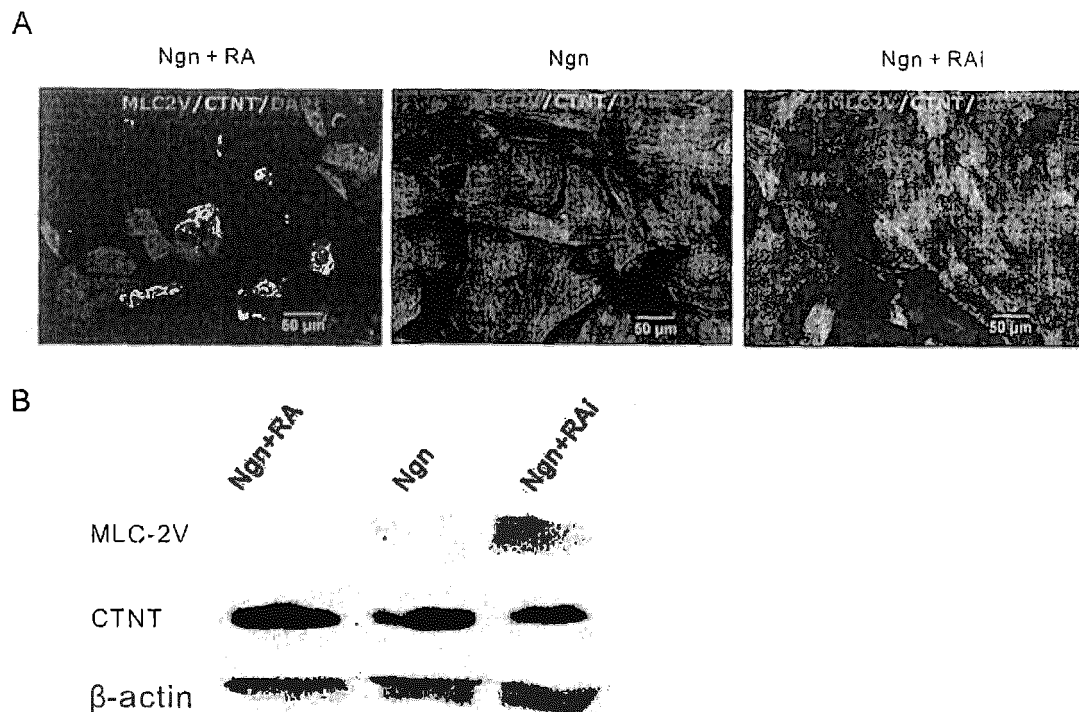 A
Ngn + RA
Ngn
Ngn + RAi
MLC2V/CTNT/
/CTNT/
MLC2V/CTNT/
50 µm
50 µm
50 µm
B
Ngn+RA
Ngn
Ngn+RAi
MLC-2V
CTNT
β-actin